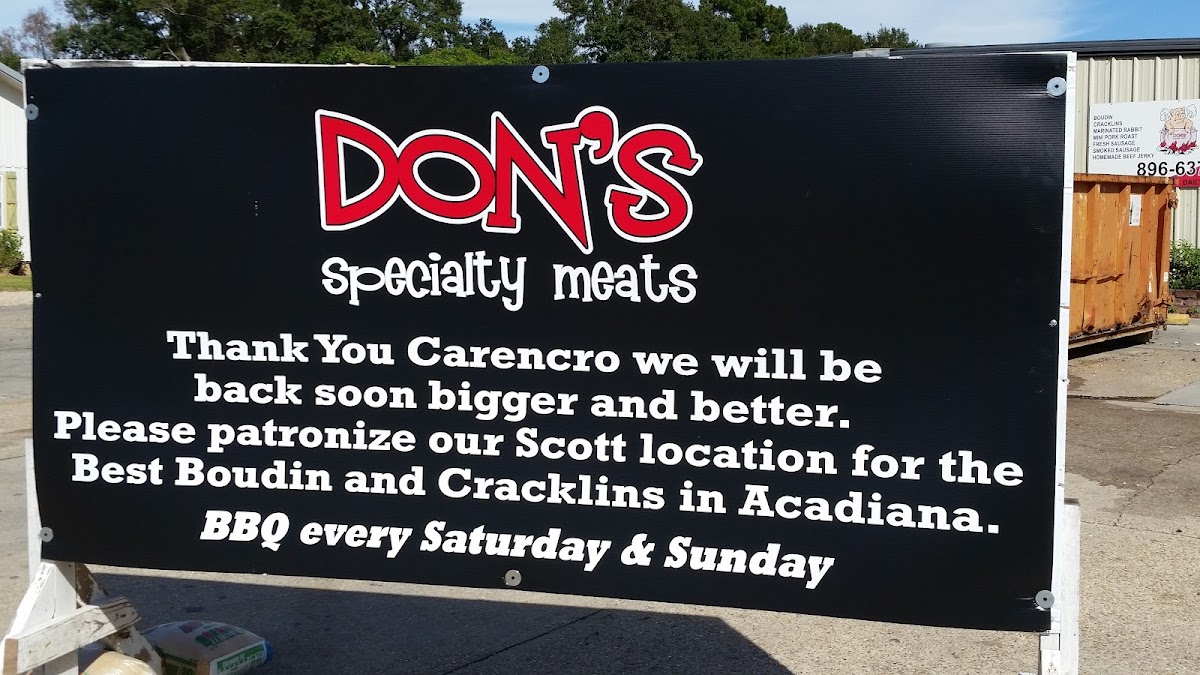 DON'S
specialty meats
Thank You Carencro we will be
back soon bigger and better.
Please patronize our Scott location for the
Best Boudin and Cracklins in Acadiana.
BBQ every Saturday & Sunday
BOUDIN
CRACKLINS
MARINATED RABBIT
MINI PORK ROAST
FRESH SAUSAGE
SMOKED SAUSAGE
HOMEMADE BEEF JERKY
896-63